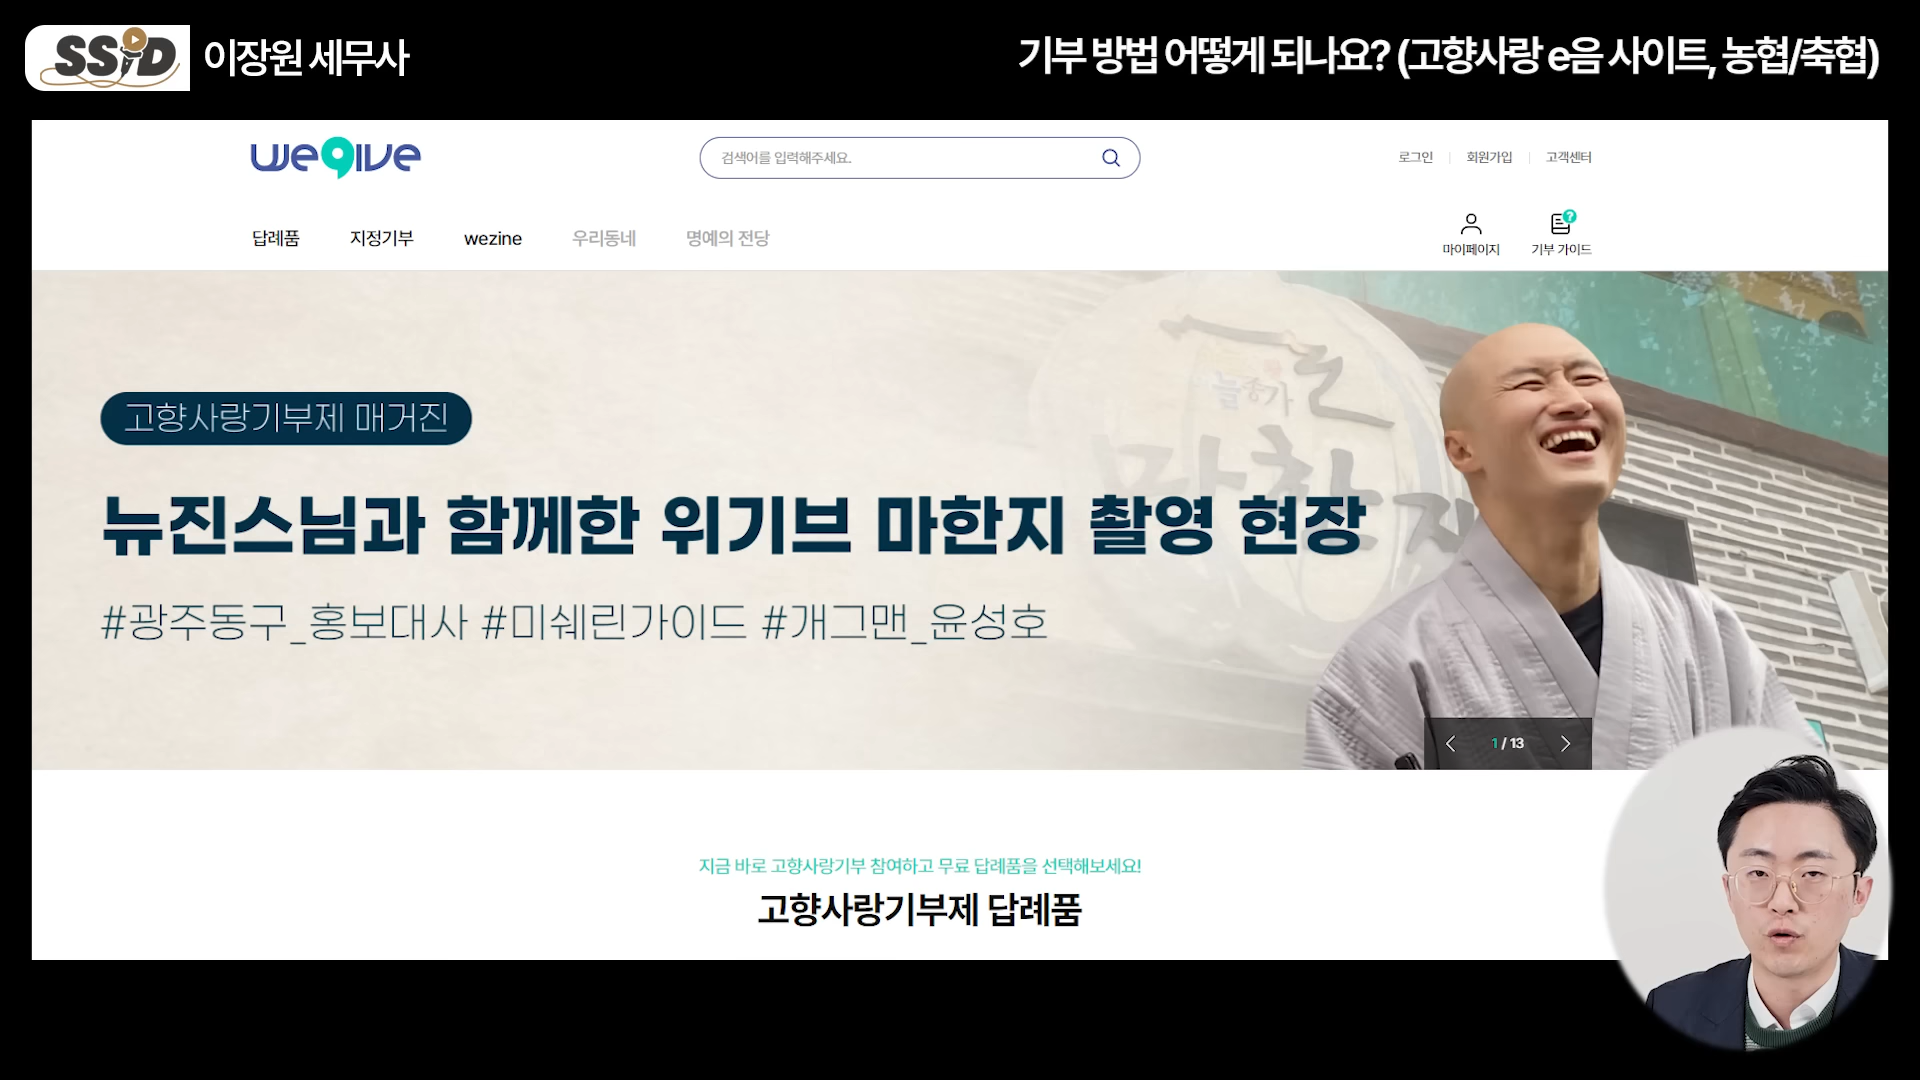 SSiD 이장원 세무사
기부 방법 어떻게 되나요? (고향사랑 e음 사이트, 농협/축협)
wegive
검색어를 입력해주세요.
로그인
회원가입
고객센터
답례품
지정기부
wezine
우리동네
명예의 전당
마이페이지
기부 가이드
고향사랑기부제 매거진
뉴진스님과 함께한 위기브 마한지 촬영 현장
#광주동구_홍보대사 #미쉐린가이드 #개그맨_윤성호
마한지
1 / 13
지금 바로 고향사랑기부 참여하고 무료 답례품을 선택해보세요!
고향사랑기부제 답례품